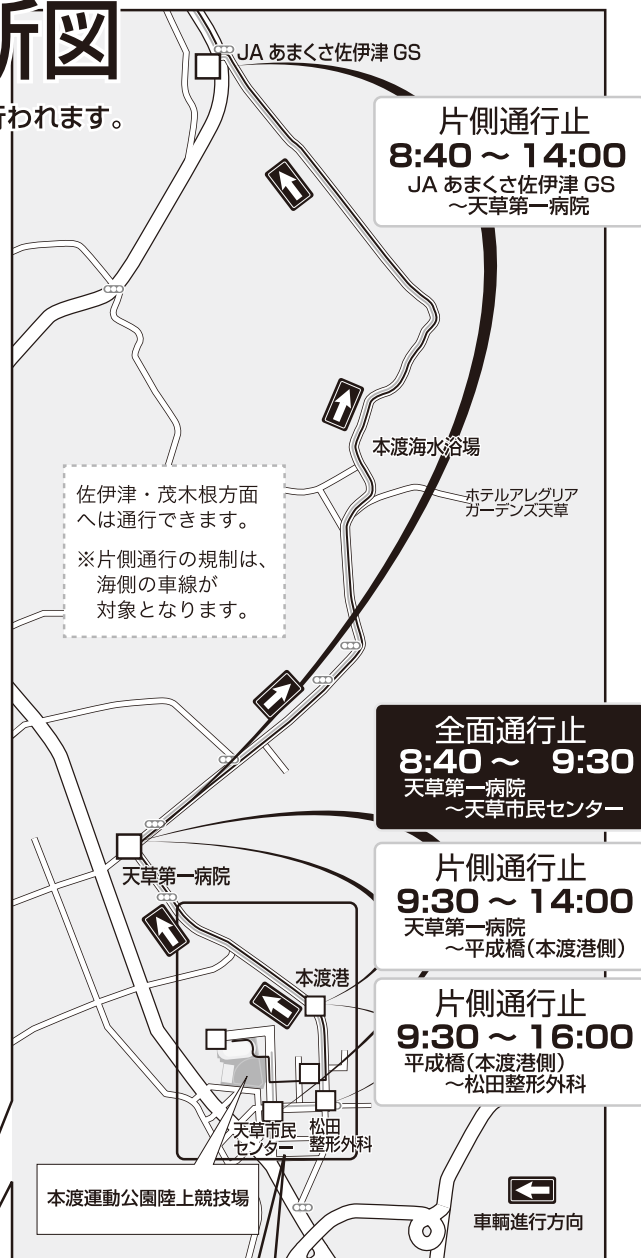 断図
行われます。
JA あまくさ佐伊津 GS
片側通行止
8:40 ～ 14:00
JA あまくさ佐伊津 GS
～天草第一病院
本渡海水浴場
佐伊津・茂木根方面
へは通行できます。
※片側通行の規制は、
海側の車線が
対象となります。
ホテルアレグリア
ガーデンズ天草
全面通行止
8:40 ～ 9:30
天草第一病院
～天草市民センター
天草第一病院
片側通行止
9:30 ～ 14:00
天草第一病院
～平成橋(本渡港側)
本渡港
片側通行止
9:30 ～ 16:00
平成橋(本渡港側)
～松田整形外科
天草市民
センター
松田
整形外科
本渡運動公園陸上競技場
車輌進行方向